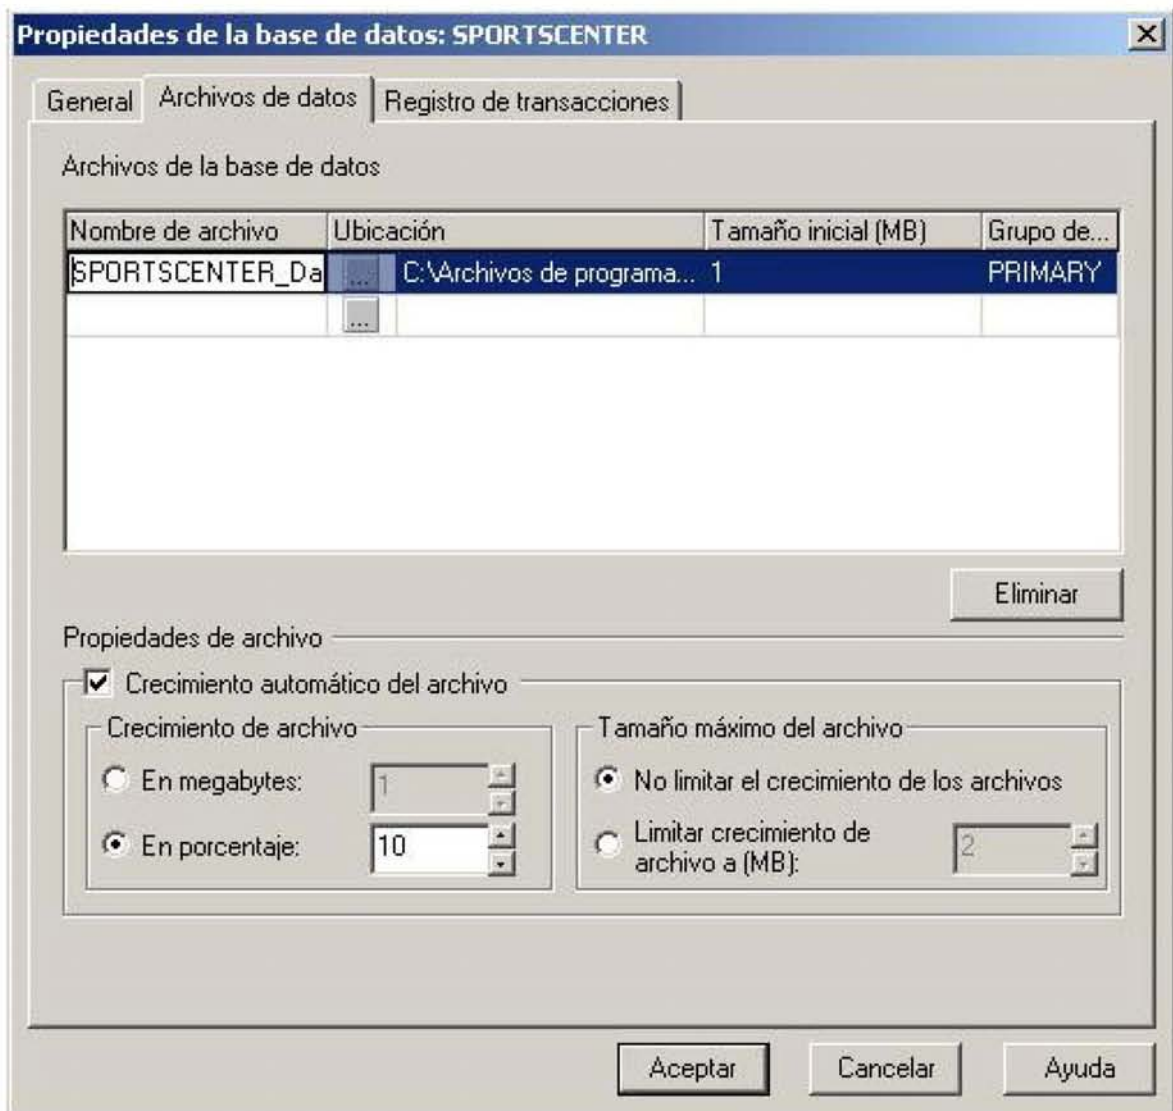 Propiedades de la base de datos: SPORTSCENTER
General Archivos de datos Registro de transacciones
Archivos de la base de datos
Nombre de archivo Ubicación Tamaño inicial (MB) Grupo de...
SPORTSCENTER_Da ... C:\Archivos de programa... 1 PRIMARY
...
Eliminar
Propiedades de archivo
Crecimiento automático del archivo
Crecimiento de archivo Tamaño máximo del archivo
En megabytes: 1 No limitar el crecimiento de los archivos
En porcentaje: 10 Limitar crecimiento de
archivo a (MB): 2
Aceptar Cancelar Ayuda